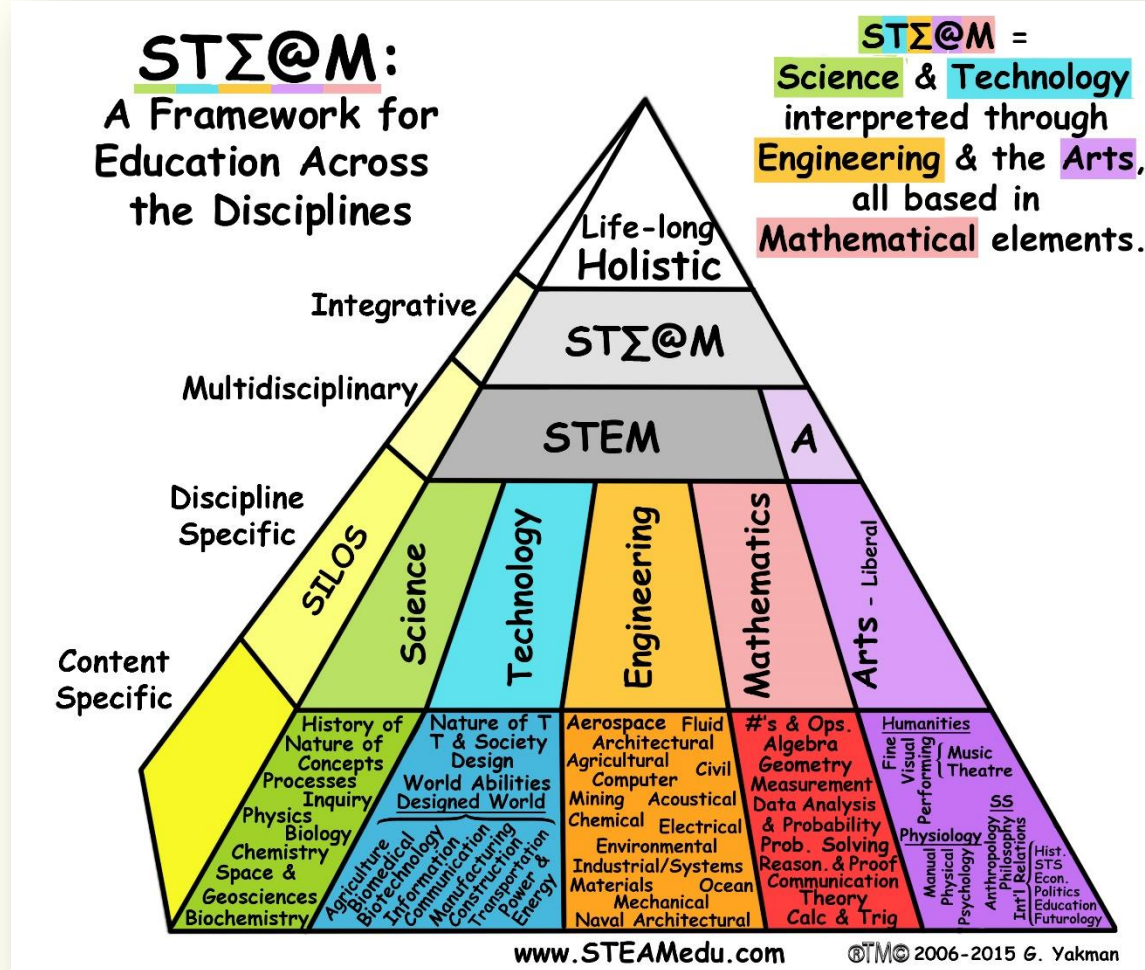 STΣ@M:
A Framework for
Education Across
the Disciplines
STΣ@M =
Science & Technology
interpreted through
Engineering & the Arts,
all based in
Mathematical elements.
Life-long
Holistic
Integrative
STΣ@M
Multidisciplinary
STEM
A
Discipline
Specific
SILOS
Science
Technology
Engineering
Mathematics
Arts - Liberal
Content
Specific
History of
Nature of
Concepts
Processes
Inquiry
Physics
Biology
Chemistry
Space &
Geosciences
Biochemistry
Nature of T
T & Society
Design
World Abilities
Designed World
Agriculture
Biomedical
Biotechnology
Information
Communication
Manufacturing
Construction
Transportation
Power &
Energy
Aerospace Fluid
Architectural
Agricultural Civil
Computer
Mining Acoustical
Chemical Electrical
Environmental
Industrial/Systems
Materials Ocean
Mechanical
Naval Architectural
#'s & Ops.
Algebra
Geometry
Measurement
Data Analysis
& Probability
Prob. Solving
Reason. & Proof
Communication
Theory
Calc & Trig
Humanities
Fine
Visual
Performing
Music
Theatre
Physiology
Manual
Physical
Psychology
SS
Anthropology
Philosophy
Int'l Relations
Hist.
STS
Econ.
Politics
Education
Futurology
www.STEAMedu.com
®TM© 2006-2015 G. Yakman